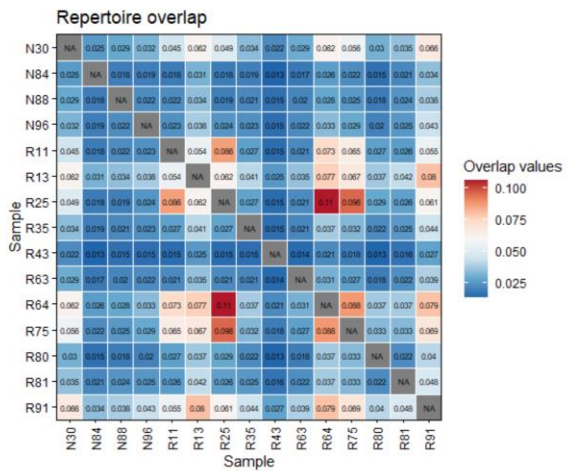 Repertoire overlap
N30 NA 0.025 0.029 0.032 0.045 0.062 0.049 0.034 0.022 0.029 0.062 0.056 0.03 0.035 0.066
N84 0.025 NA 0.018 0.019 0.018 0.031 0.018 0.019 0.013 0.017 0.026 0.022 0.015 0.021 0.034
N88 0.029 0.018 NA 0.022 0.022 0.034 0.019 0.021 0.015 0.02 0.026 0.025 0.018 0.024 0.038
N96 0.032 0.019 0.022 NA 0.023 0.038 0.024 0.023 0.015 0.022 0.033 0.029 0.02 0.025 0.043
R11 0.045 0.018 0.022 0.023 NA 0.054 0.086 0.027 0.015 0.021 0.073 0.065 0.027 0.026 0.055
R13 0.062 0.031 0.034 0.038 0.054 NA 0.062 0.041 0.025 0.035 0.077 0.067 0.037 0.042 0.08
R25 0.049 0.018 0.019 0.024 0.086 0.062 NA 0.027 0.015 0.021 0.11 0.096 0.029 0.026 0.061
R35 0.034 0.019 0.021 0.023 0.027 0.041 0.027 NA 0.015 0.021 0.037 0.032 0.022 0.025 0.044
R43 0.022 0.013 0.015 0.015 0.015 0.025 0.015 0.015 NA 0.014 0.021 0.018 0.013 0.016 0.027
R63 0.029 0.017 0.02 0.022 0.021 0.035 0.021 0.021 0.014 NA 0.031 0.027 0.018 0.022 0.039
R64 0.062 0.026 0.026 0.033 0.073 0.077 0.11 0.037 0.021 0.031 NA 0.088 0.037 0.037 0.079
R75 0.056 0.022 0.025 0.029 0.065 0.067 0.096 0.032 0.018 0.027 0.088 NA 0.033 0.033 0.069
R80 0.03 0.015 0.018 0.02 0.027 0.037 0.029 0.022 0.013 0.018 0.037 0.033 NA 0.022 0.04
R81 0.035 0.021 0.024 0.025 0.026 0.042 0.026 0.025 0.016 0.022 0.037 0.033 0.022 NA 0.048
R91 0.066 0.034 0.038 0.043 0.055 0.08 0.061 0.044 0.027 0.039 0.079 0.069 0.04 0.048 NA
N30 N84 N88 N96 R11 R13 R25 R35 R43 R63 R64 R75 R80 R81 R91
Sample
Sample
Overlap values
0.100
0.075
0.050
0.025